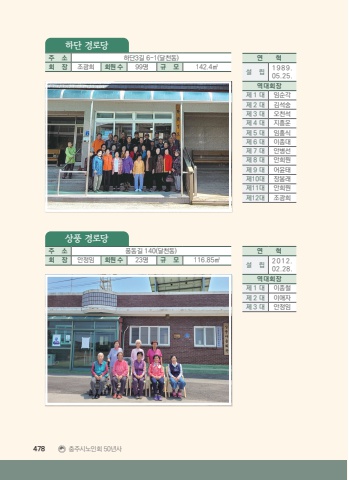 하단 경로당
주 소 하단3길 6-1(달천동)
회 장 조광희 회원수 99명 규 모 142.4㎡
연 혁
설 립 1989. 05.25.
역대회장
제1대 임순각
제2대 김석슴
제3대 오천석
제4대 지홍운
제5대 임흥식
제6대 이종대
제7대 안병선
제8대 안희원
제9대 어윤태
제10대 정봉래
제11대 안희원
제12대 조광희
상풍 경로당
주 소 용동길 140(달천동)
회 장 안정임 회원수 23명 규 모 116.85㎡
연 혁
설 립 2012. 02.28.
역대회장
제1대 이종철
제2대 이애자
제3대 안정임
478 충주시노인회 50년사